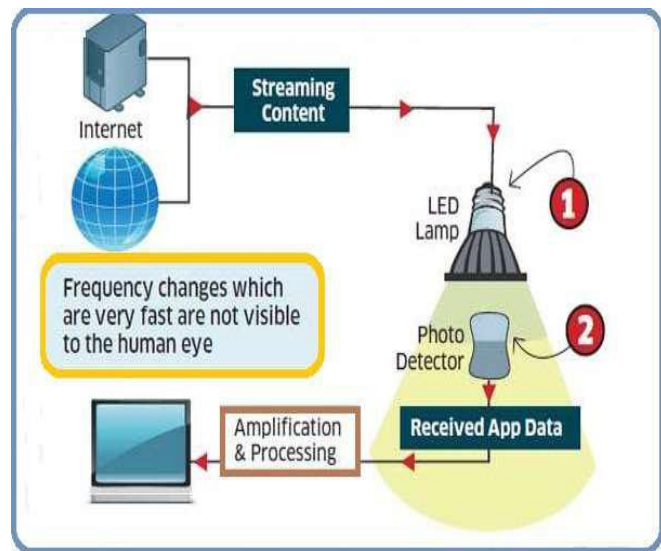 Internet
Streaming
Content
LED
Lamp
1
Frequency changes which
are very fast are not visible
to the human eye
Photo
Detector
2
Received App Data
Amplification
& Processing